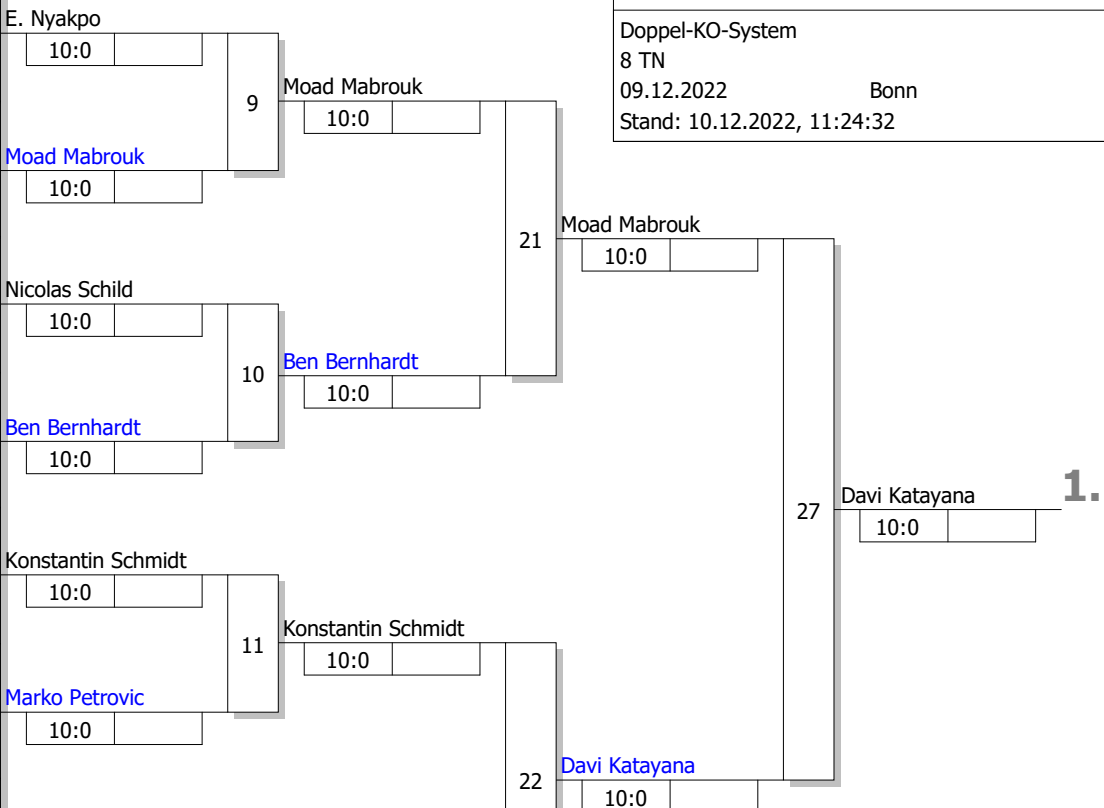 E. Nyakpo
10:0
Moad Mabrouk
10:0
9
Moad Mabrouk
10:0
Nicolas Schild
10:0
Ben Bernhardt
10:0
10
Ben Bernhardt
10:0
21
Moad Mabrouk
10:0
Konstantin Schmidt
10:0
Marko Petrovic
10:0
11
Konstantin Schmidt
10:0
22
Davi Katayana
10:0
27
Davi Katayana
10:0
1.
Doppel-KO-System
8 TN
09.12.2022 Bonn
Stand: 10.12.2022, 11:24:32